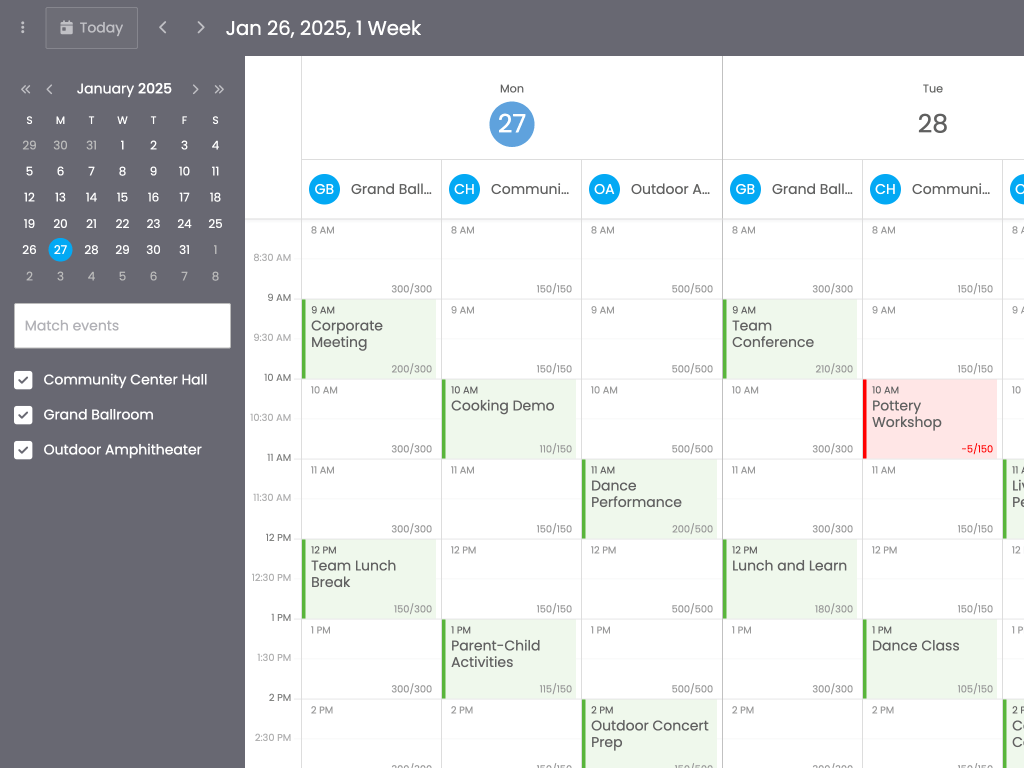 Today
Jan 26, 2025, 1 Week
January 2025
S M T W T F S
29 30 31 1 2 3 4
5 6 7 8 9 10 11
12 13 14 15 16 17 18
19 20 21 22 23 24 25
26 27 28 29 30 31 1
2 3 4 5 6 7 8
Match events
Community Center Hall
Grand Ballroom
Outdoor Amphitheater
Mon
27
Tue
28
GB Grand Ball...
CH Communi...
OA Outdoor A...
GB Grand Ball...
CH Communi...
8 AM 8 AM 8 AM 8 AM 8 AM
8:30 AM
300/300 150/150 500/500 300/300 150/150
9 AM
9 AM
Corporate
Meeting
200/300
9 AM
150/150
9 AM
500/500
9 AM
Team
Conference
210/300
9 AM
150/150
9:30 AM
10 AM
10 AM
300/300
10 AM
Cooking Demo
110/150
10 AM
500/500
10 AM
300/300
10 AM
Pottery
Workshop
-5/150
10
10:30 AM
11 AM
11 AM
300/300
11 AM
150/150
11 AM
Dance
Performance
200/500
11 AM
300/300
11 AM
150/150
11:30 AM
12 PM
12 PM
Team Lunch
Break
150/300
12 PM
150/150
12 PM
500/500
12 PM
Lunch and Learn
180/300
12 PM
150/150
12
12:30 PM
1 PM
1 PM
300/300
1 PM
Parent-Child
Activities
115/150
1 PM
500/500
1 PM
300/300
1 PM
Dance Class
105/150
1:30 PM
2 PM
2 PM
2 PM
2 PM
Outdoor Concert
Prep
2 PM
2 PM
2:30 PM